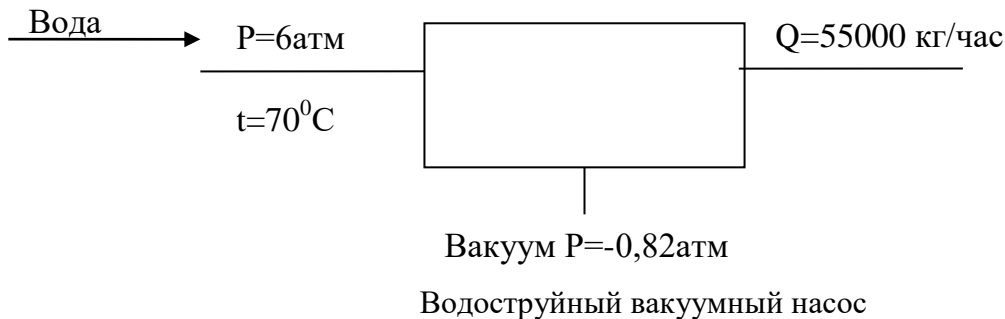 Вода
P=6атм
Q=55000 кг/час
t=70⁰C
Вакуум P=-0,82атм
Водоструйный вакуумный насос